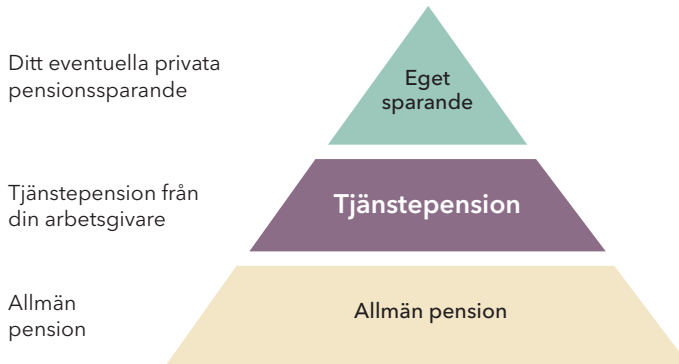 Ditt eventuella privata
pensionssparande
Eget
sparande
Tjänstepension från
din arbetsgivare
Tjänstepension
Allmän
pension
Allmän pension